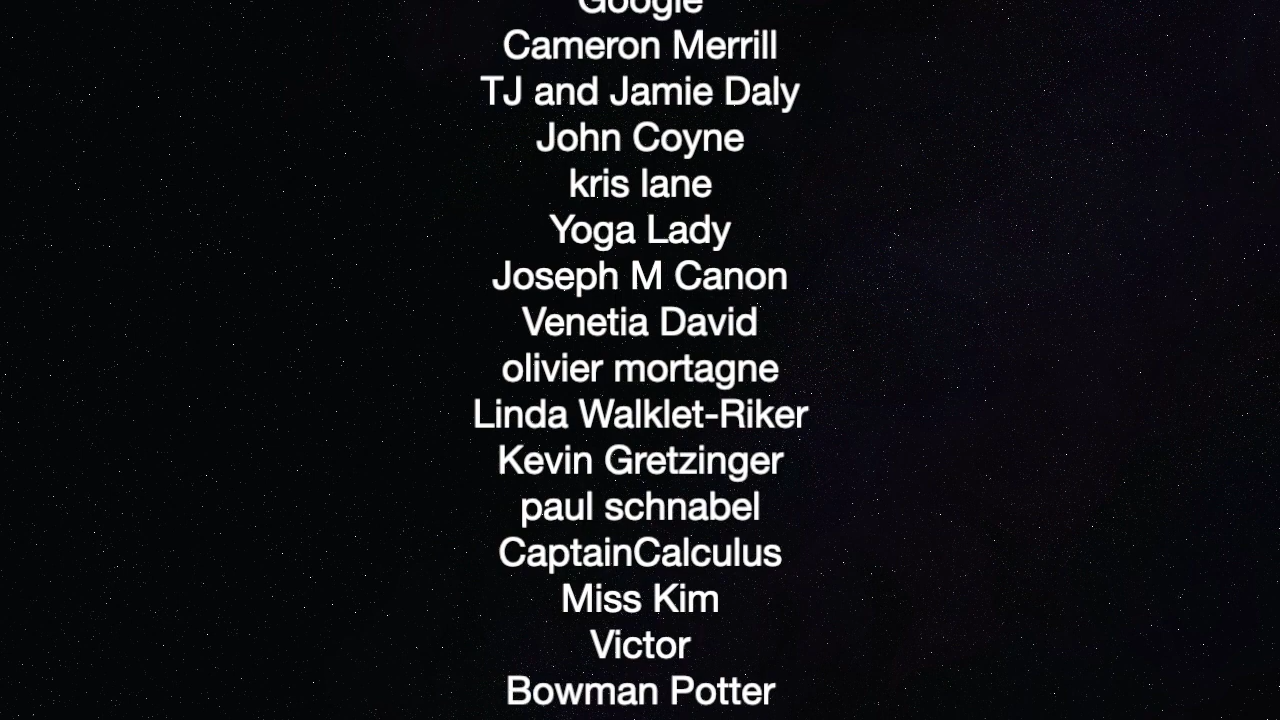 Google
Cameron Merrill
TJ and Jamie Daly
John Coyne
kris lane
Yoga Lady
Joseph M Canon
Venetia David
olivier mortagne
Linda Walklet-Riker
Kevin Gretzinger
paul schnabel
CaptainCalculus
Miss Kim
Victor
Bowman Potter